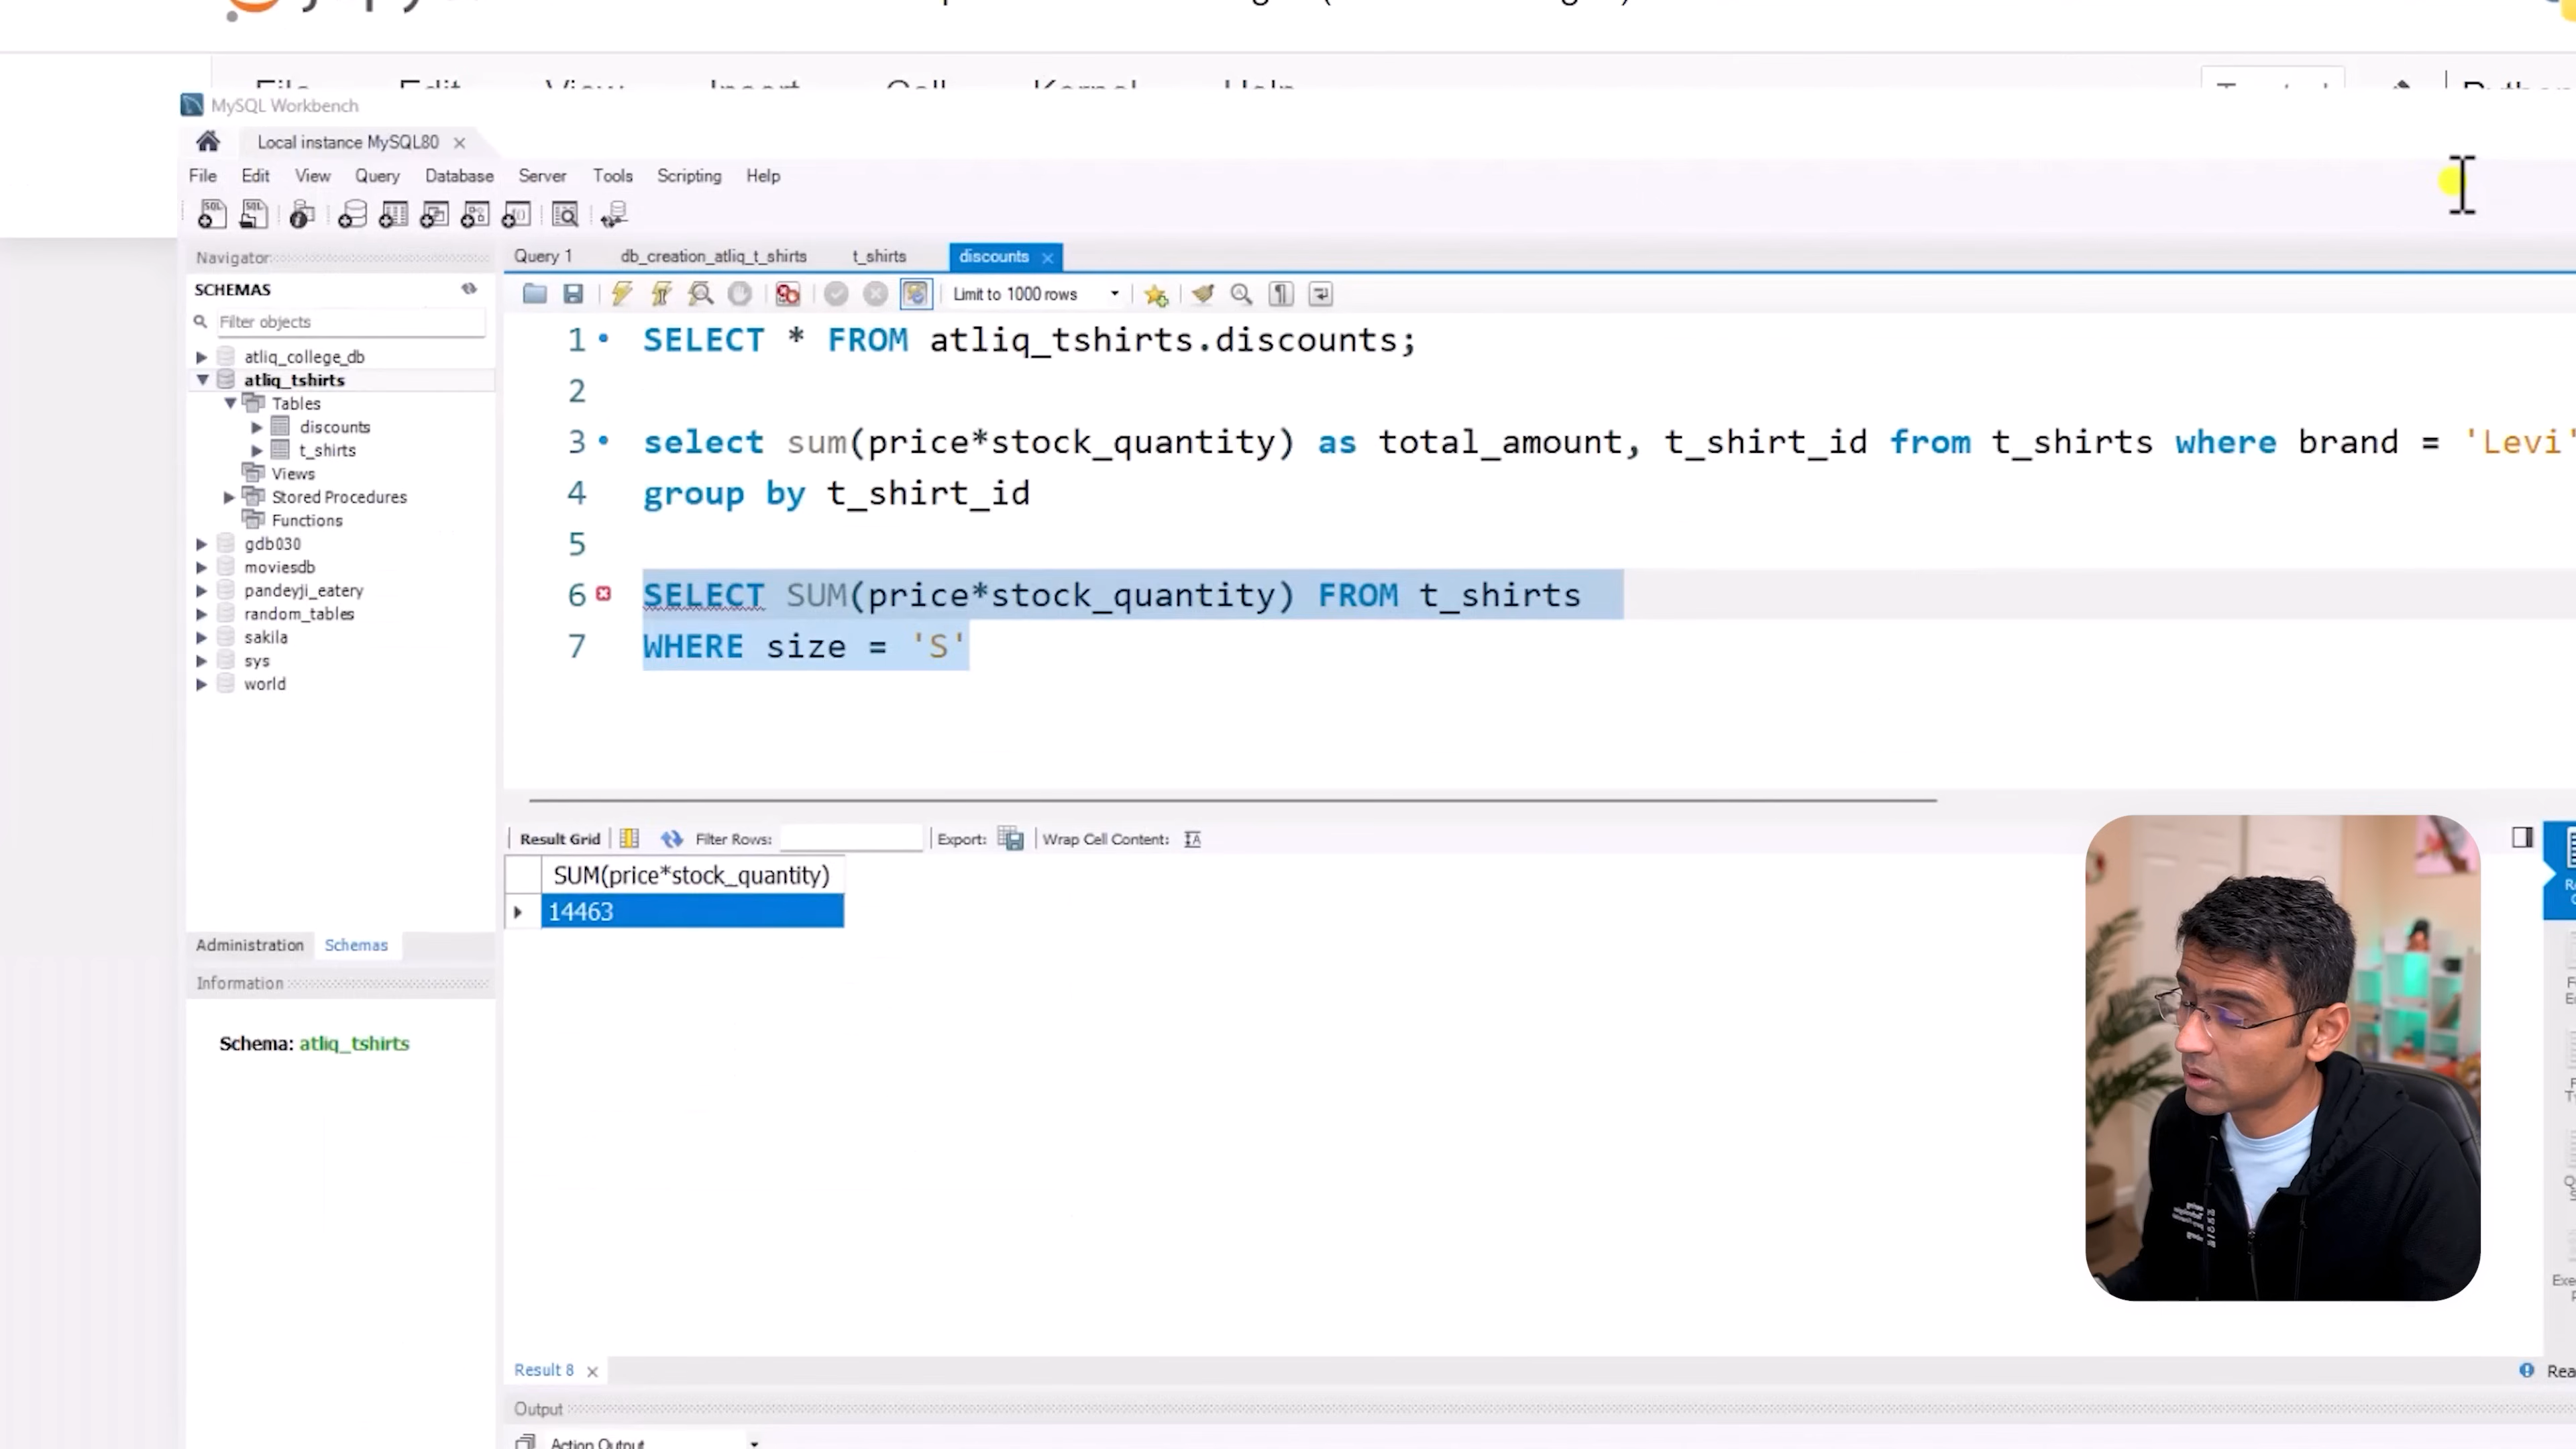 MySQL Workbench
Local instance MySQL80
File Edit View Query Database Server Tools Scripting Help
Navigator
SCHEMAS
Filter objects
atliq_college_db
atliq_tshirts
Tables
discounts
t_shirts
Views
Stored Procedures
Functions
gdb030
moviesdb
pandeyji_eatery
random_tables
sakila
sys
world
Administration Schemas
Information
Schema: atliq_tshirts
Query 1 db_creation_atliq_t_shirts t_shirts discounts
Limit to 1000 rows
1 SELECT * FROM atliq_tshirts.discounts;
2
3 select sum(price*stock_quantity) as total_amount, t_shirt_id from t_shirts where brand = 'Levi'
4 group by t_shirt_id
5
6 SELECT SUM(price*stock_quantity) FROM t_shirts
7 WHERE size = 'S'
Result Grid Filter Rows: Export: Wrap Cell Content:
SUM(price*stock_quantity)
14463
Result 8
Output
Action Output